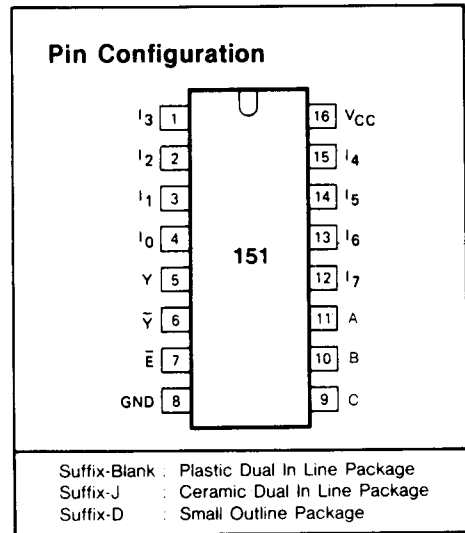 Pin Configuration
I3 1 16 VCC
I2 2 15 I4
I1 3 14 I5
I0 4 13 I6
151
Y 5 12 I7
Y̅ 6 11 A
E̅ 7 10 B
GND 8 9 C
Suffix-Blank : Plastic Dual In Line Package
Suffix-J : Ceramic Dual In Line Package
Suffix-D : Small Outline Package